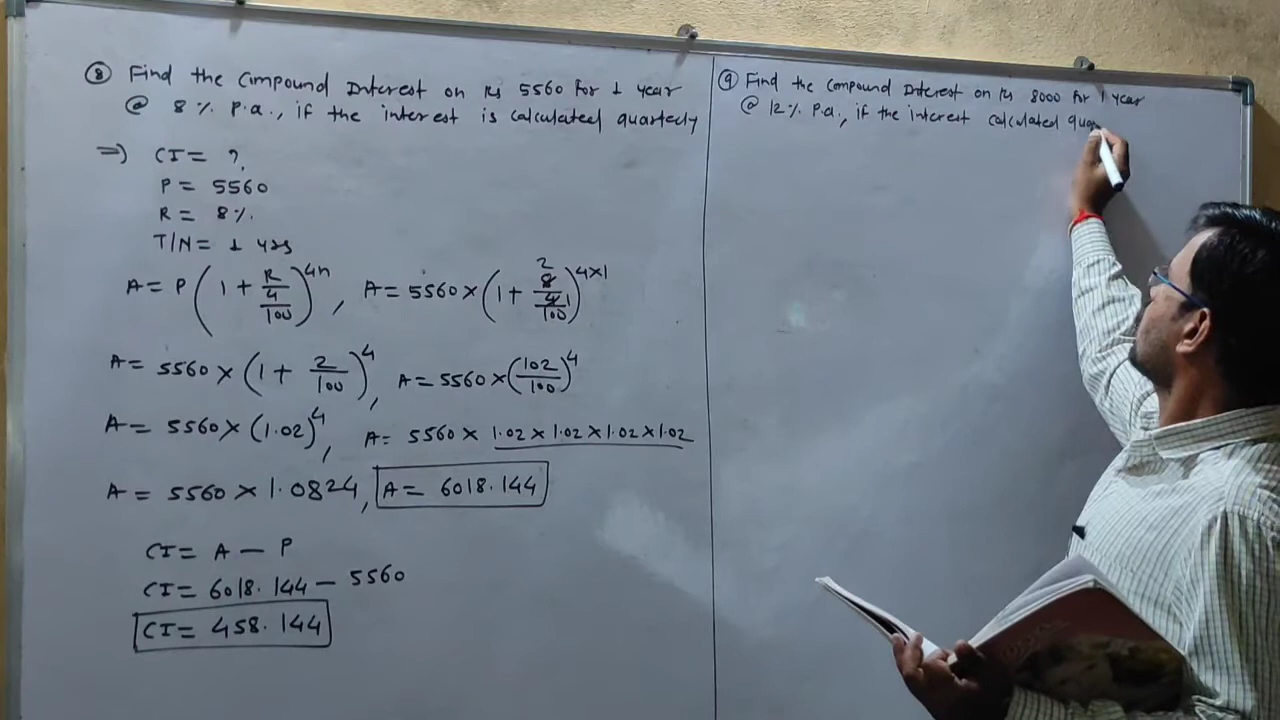 ⑧ Find the Compound Interest on Rs 5560 for 1 year
@ 8% p.a., if the interest is calculated quarterly
⇒ CI = ?
P = 5560
R = 8%
T/N = 1 yrs
A = P (1 + R/4/100)^4n, A = 5560 × (1 + 8/4/100)^4×1
2
1
A = 5560 × (1 + 2/100)^4, A = 5560 × (102/100)^4
A = 5560 × (1.02)^4, A = 5560 × 1.02 × 1.02 × 1.02 × 1.02
A = 5560 × 1.0824, A = 6018.144
CI = A — P
CI = 6018.144 — 5560
CI = 458.144
⑨ Find the Compound Interest on Rs 8000 for 1 year
@ 12% p.a., if the interest calculated quar